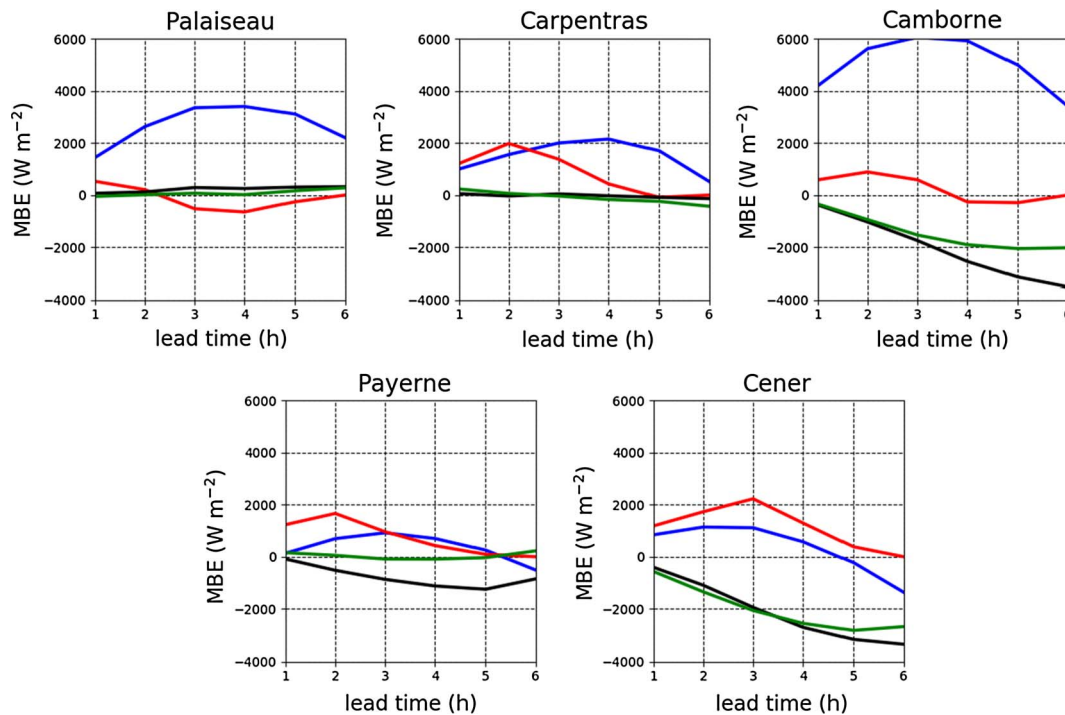 Palaiseau
Carpentras
Camborne
6000
4000
2000
0
−2000
−4000
MBE (W m⁻²)
1 2 3 4 5 6
lead time (h)
6000
4000
2000
0
−2000
−4000
MBE (W m⁻²)
1 2 3 4 5 6
lead time (h)
6000
4000
2000
0
−2000
−4000
MBE (W m⁻²)
1 2 3 4 5
lead time (h)
Payerne
Cener
6000
4000
2000
0
−2000
−4000
MBE (W m⁻²)
1 2 3 4 5 6
lead time (h)
6000
4000
2000
0
−2000
−4000
MBE (W m⁻²)
1 2 3 4 5 6
lead time (h)